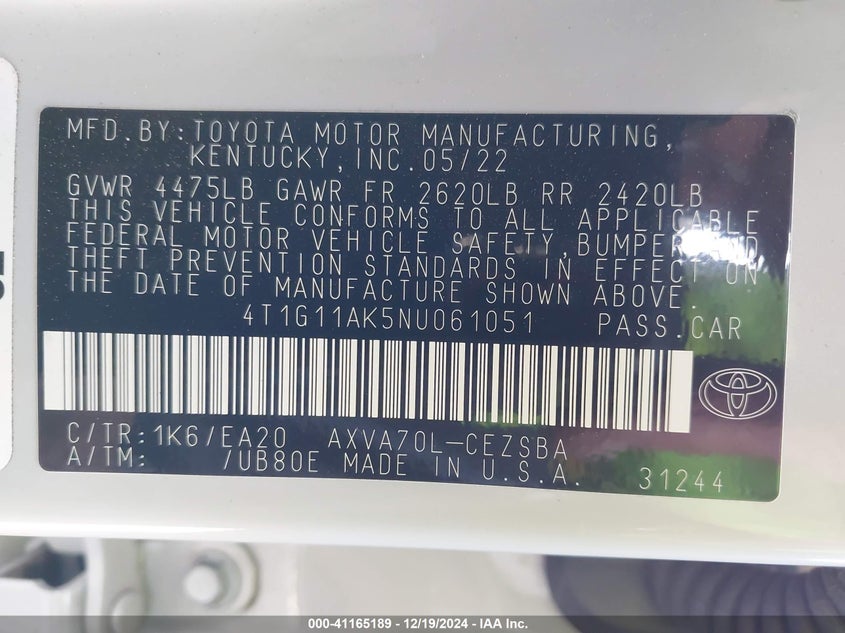 MFD.BY:TOYOTA MOTOR MANUFACTURING,
KENTUCKY,INC.05/22
GVWR 4475LB GAWR FR 2620LB RR 2420LB
THIS VEHICLE CONFORMS TO ALL APPLICABLE
FEDERAL MOTOR VEHICLE SAFETY,BUMPER,AND
THEFT PREVENTION STANDARDS IN EFFECT ON
THE DATE OF MANUFACTURE SHOWN ABOVE.
4T1G11AK5NU061051 PASS.CAR
C/TR:1K6/EA20 AXVA70L-CEZSBA
A/TM: /UB80E MADE IN U.S.A. 31244
000-41165189 - 12/19/2024 - IAA Inc.